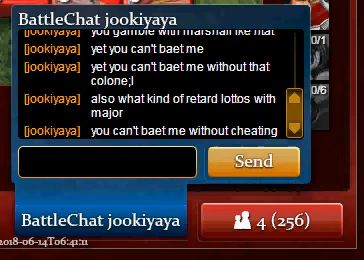 BattleChat jookiyaya
[jookiyaya] you gamble with marshall like that
[jookiyaya] yet you can't baet me
[jookiyaya] yet you can't baet me without that
colone;l
[jookiyaya] also what kind of retard lottos with
major
[jookiyaya] you can't baet me without cheating
0/1
0/6
Send
BattleChat jookiyaya
4 (256)
2018-06-14T06:41:11